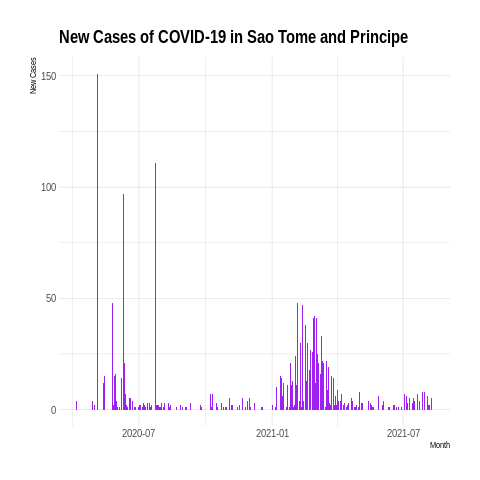 New Cases of COVID-19 in Sao Tome and Principe
New Cases
150
100
50
0
2020-07
2021-01
2021-07
Month